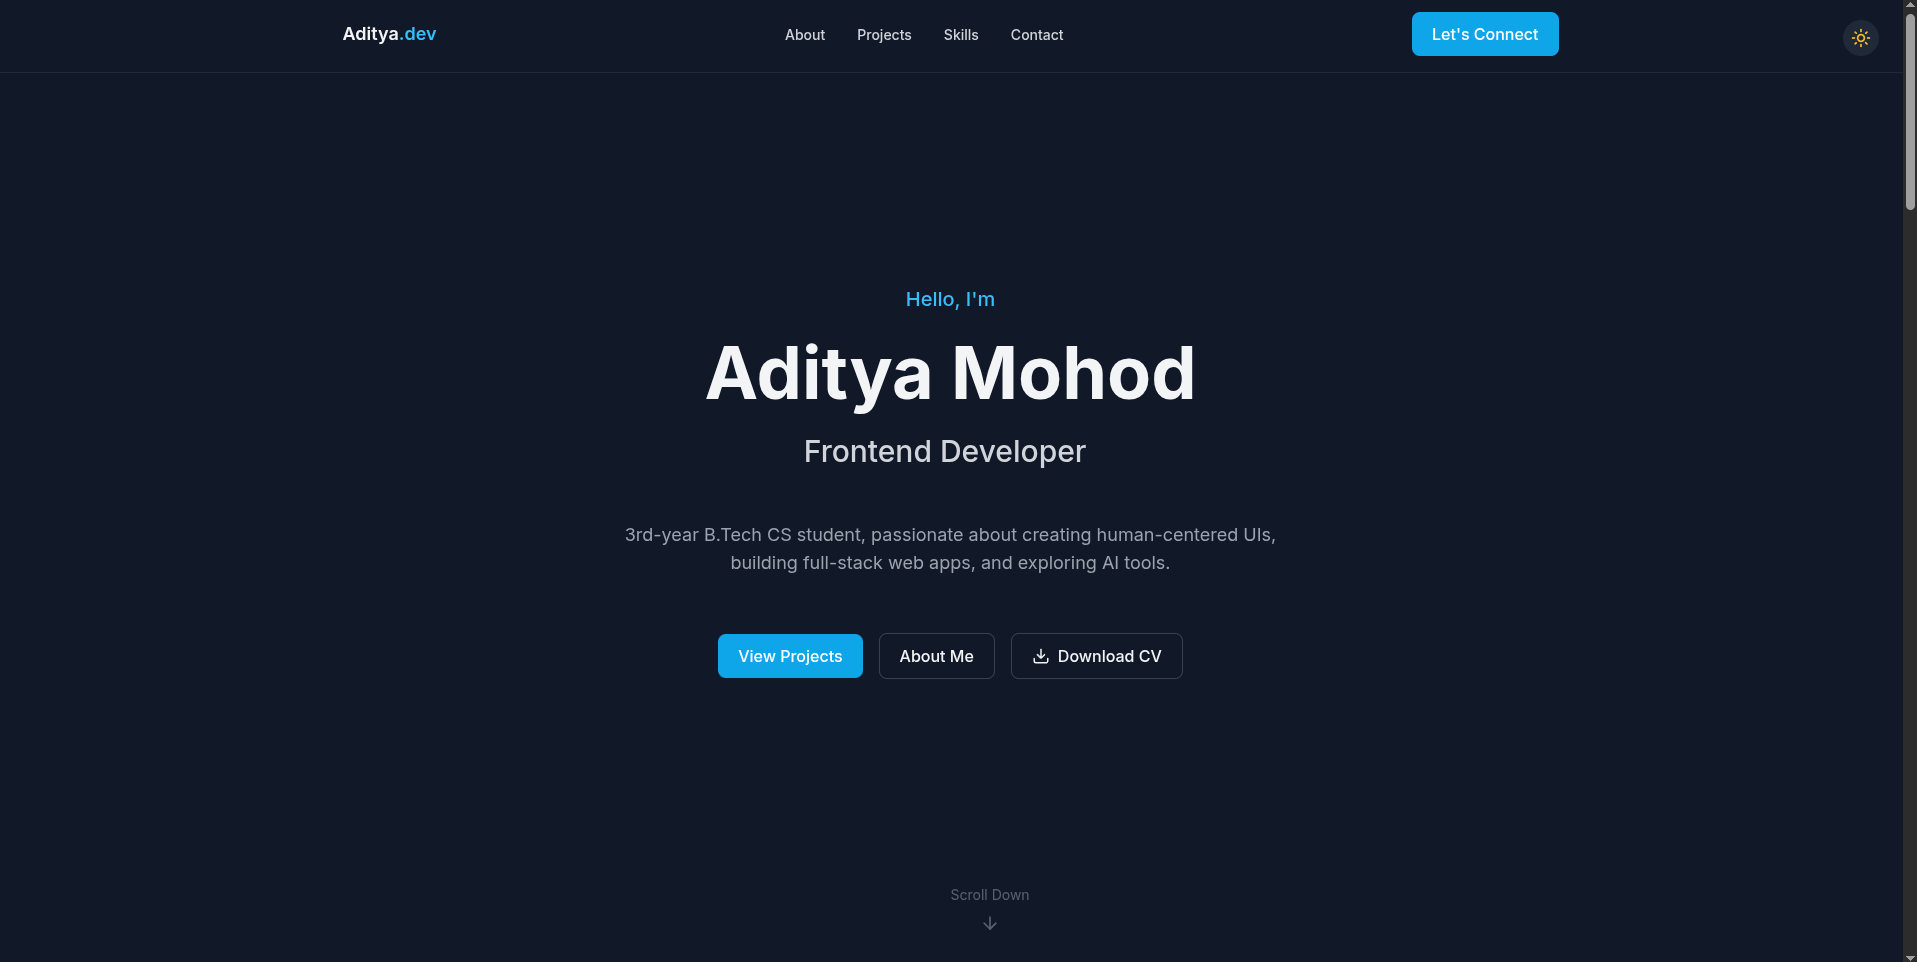 Aditya.dev
About
Projects
Skills
Contact
Let's Connect
Hello, I'm
Aditya Mohod
Frontend Developer
3rd-year B.Tech CS student, passionate about creating human-centered UIs,
building full-stack web apps, and exploring AI tools.
View Projects
About Me
Download CV
Scroll Down